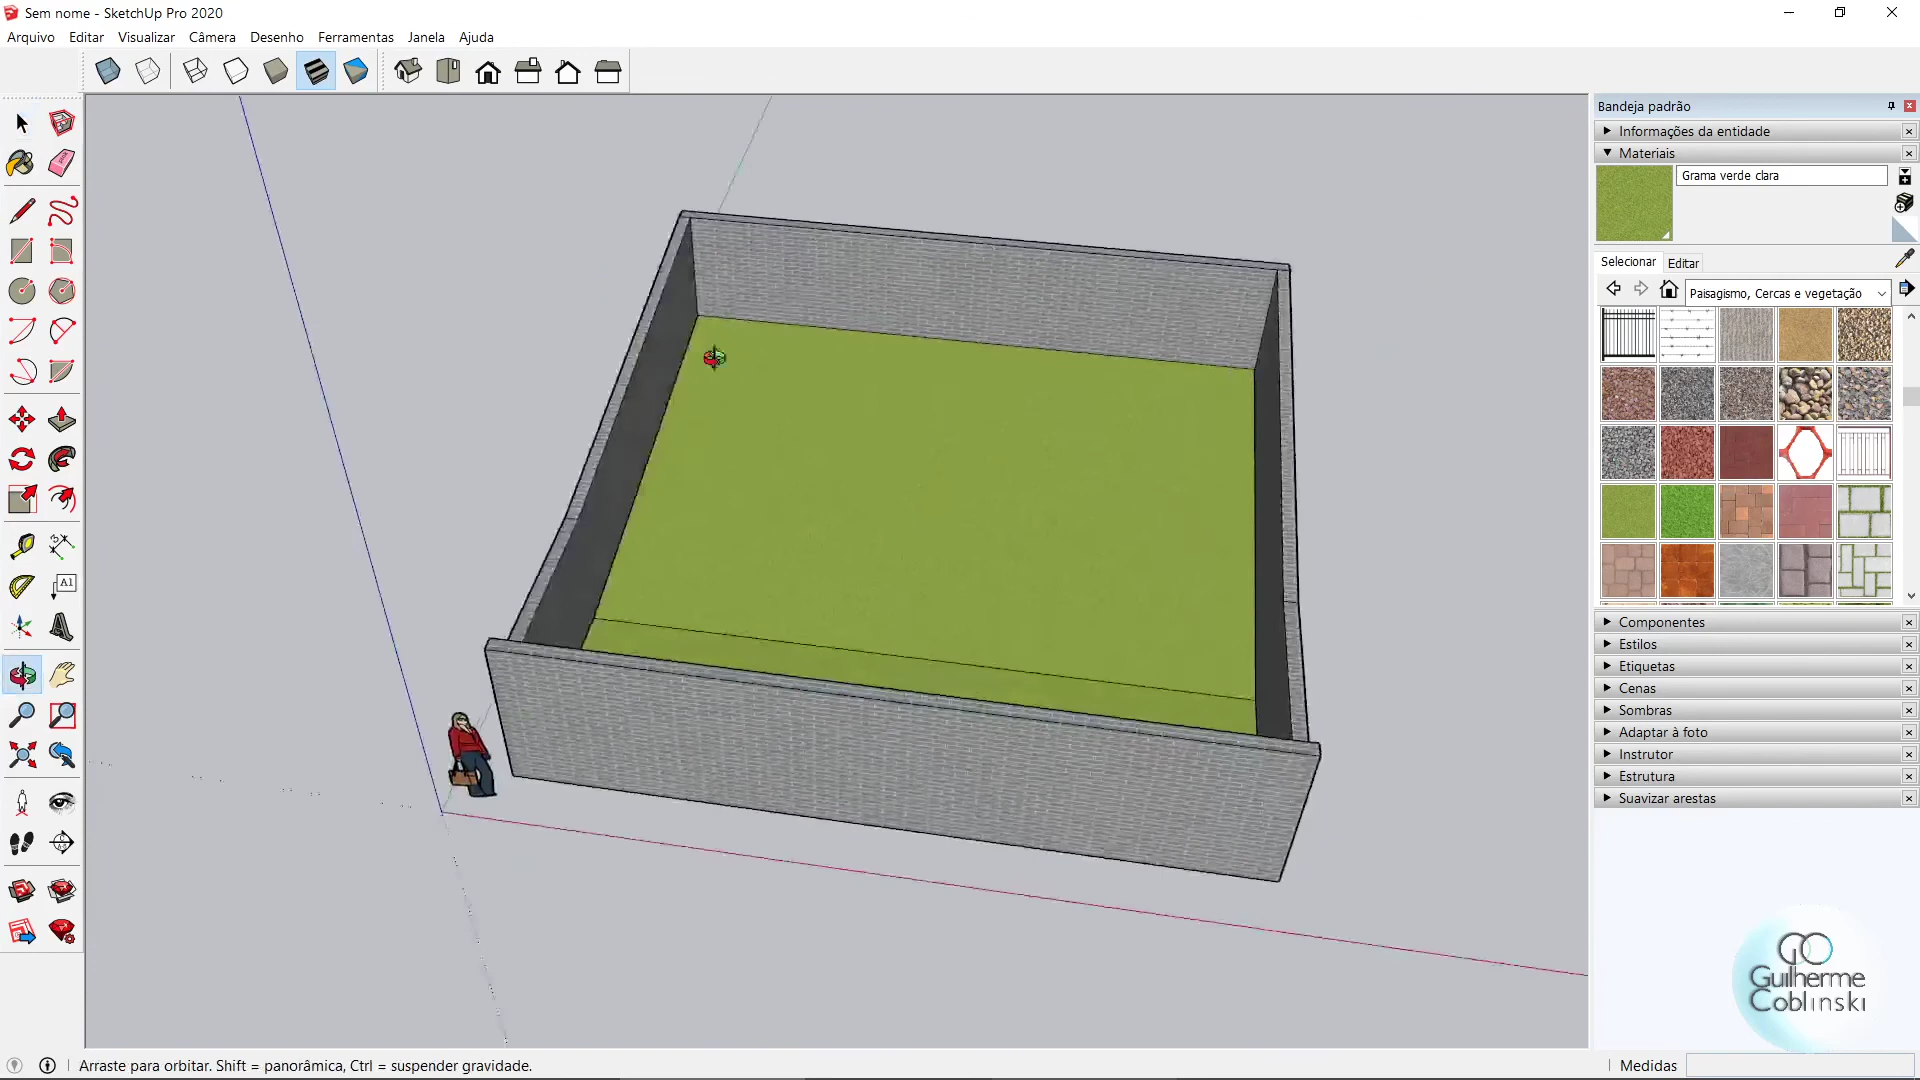 Sem nome - SketchUp Pro 2020
Arquivo Editar Visualizar Câmera Desenho Ferramentas Janela Ajuda
Bandeja padrão
Informações da entidade
Materiais
Grama verde clara
Selecionar Editar
Paisagismo, Cercas e vegetação
A1
Componentes
Estilos
Etiquetas
Cenas
Sombras
Adaptar à foto
Instrutor
Estrutura
Suavizar arestas
GC
Guilherme
Coblinski
Arraste para orbitar. Shift = panorâmica, Ctrl = suspender gravidade.
Medidas